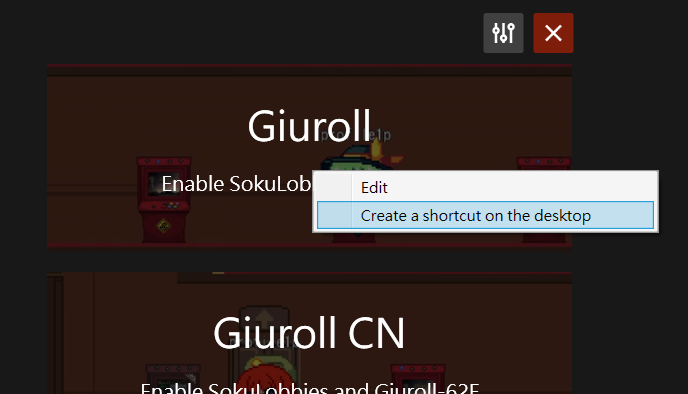 Giuroll
Enable SokuLob
Edit
Create a shortcut on the desktop
Giuroll CN
Enable SokuLobbies and Giuroll-62F